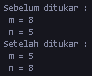 Sebelum ditukar :
m = 8
n = 5
Setelah ditukar :
m = 5
n = 8